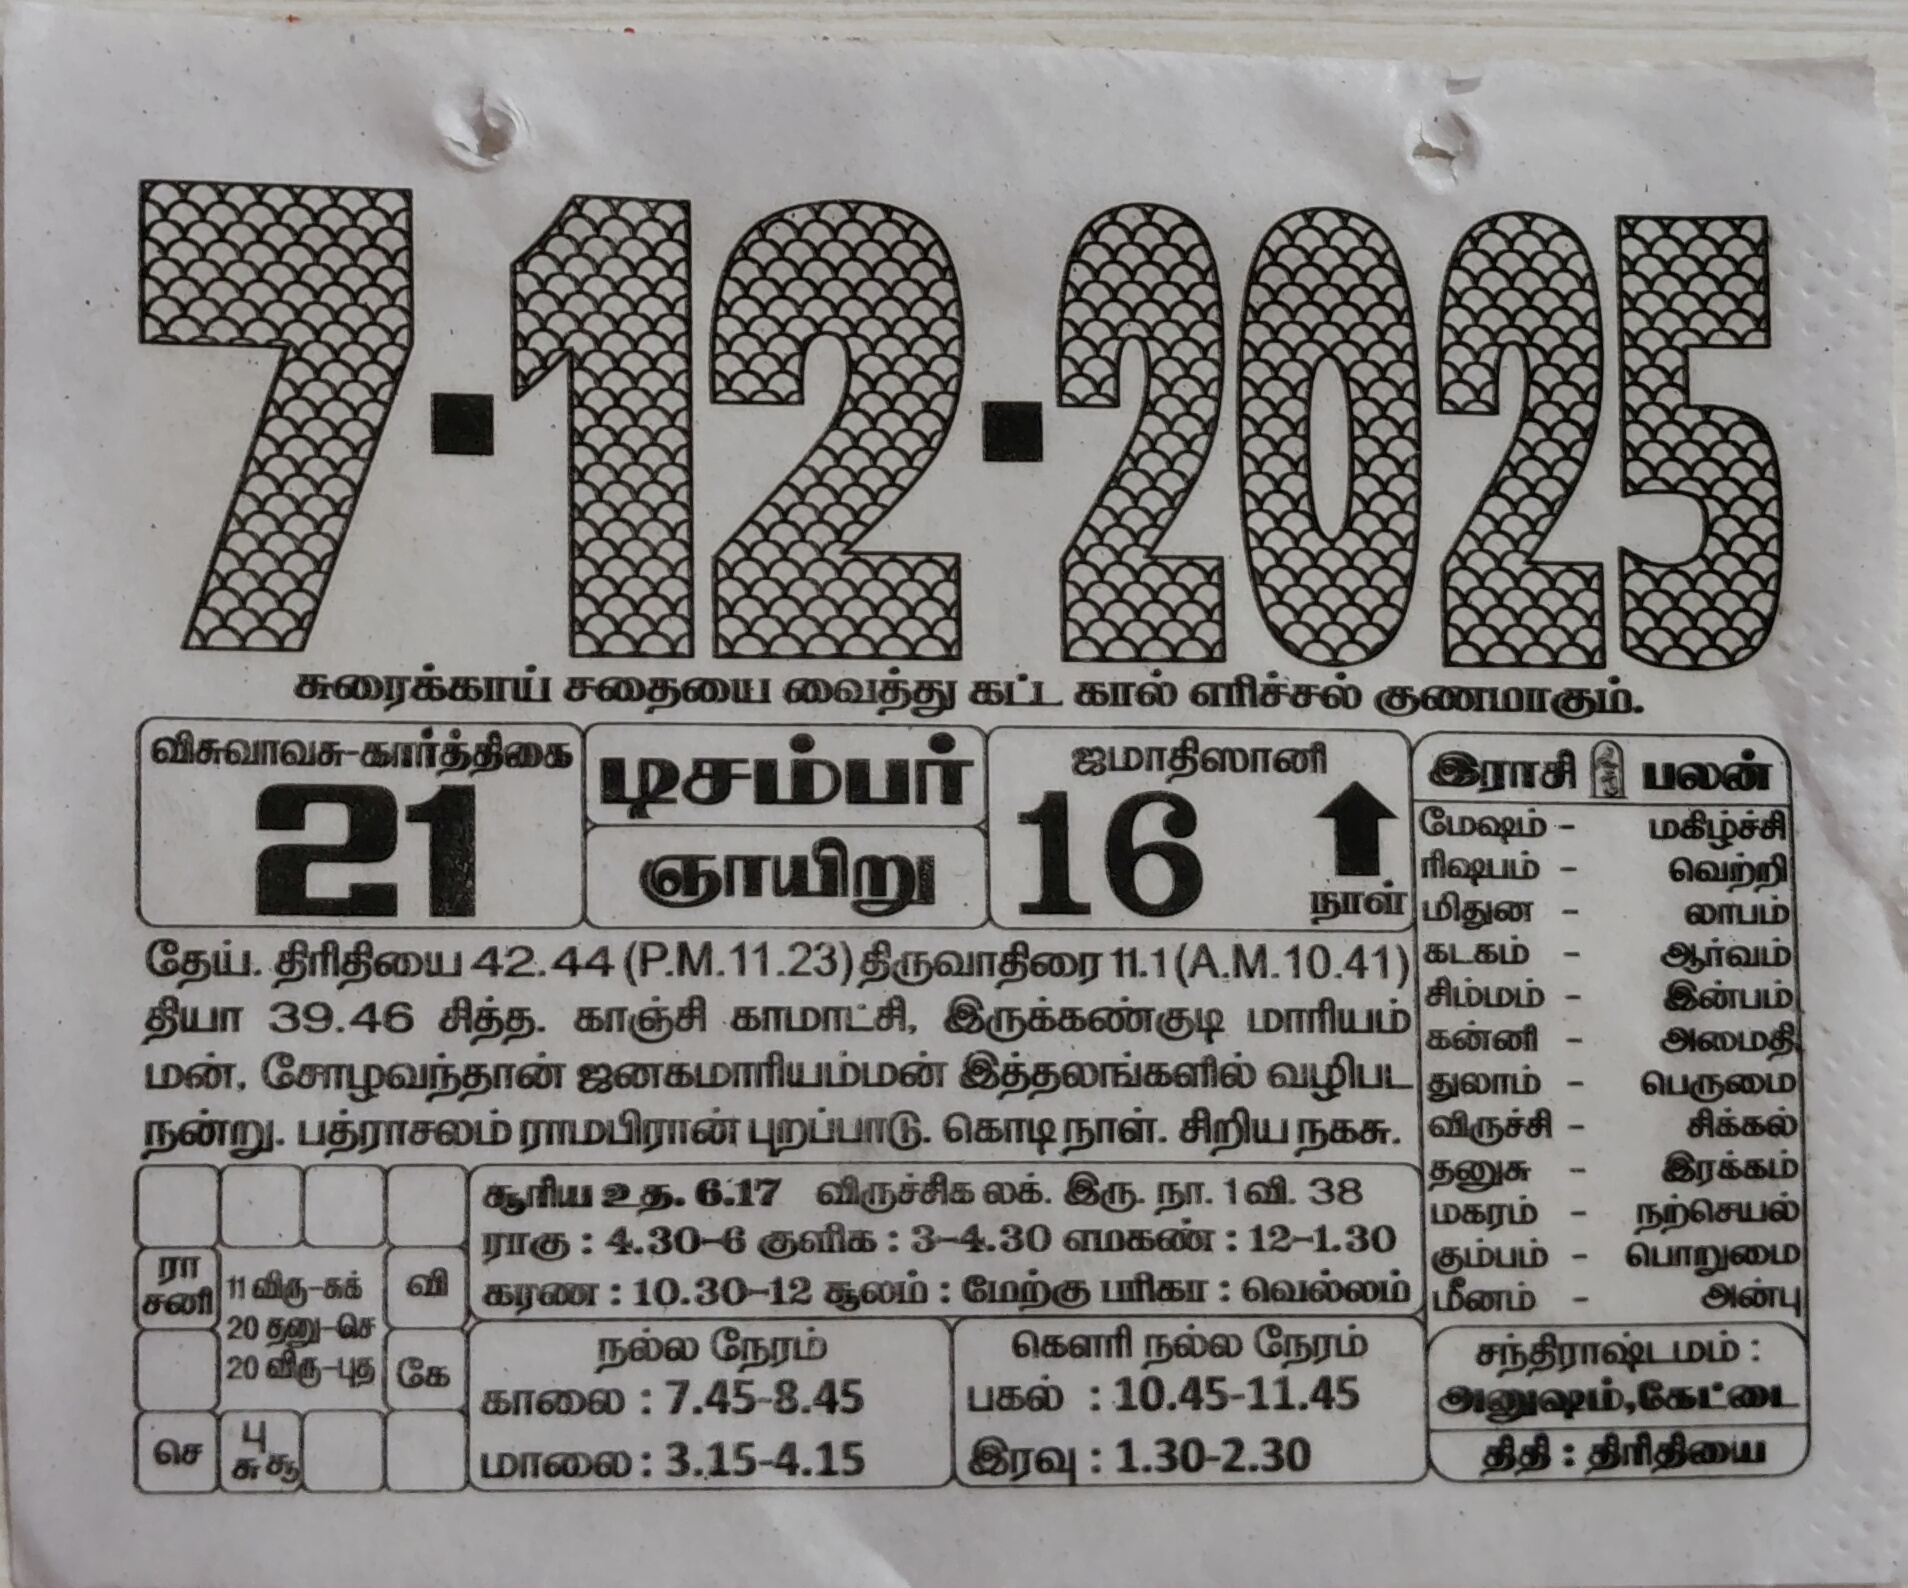 7.12.2025
சுரைக்காய் சதையை வைத்து கட்ட கால் எரிச்சல் குணமாகும்.
விசுவாவசு-கார்த்திகை
21
டிசம்பர்
ஞாயிறு
ஜமாதிஸானி
16
நாள்
தேய். திரிதியை 42.44 (P.M.11.23) திருவாதிரை 11.1 (A.M.10.41)
தியா 39.46 சித்த. காஞ்சி காமாட்சி, இருக்கண்குடி மாரியம்
மன், சோழவந்தான் ஜனகமாரியம்மன் இத்தலங்களில் வழிபட
நன்று. பத்ராசலம் ராமபிரான் புறப்பாடு. கொடி நாள். சிறிய நகசு.
இராசி பலன்
மேஷம் - மகிழ்ச்சி
ரிஷபம் - வெற்றி
மிதுன - லாபம்
கடகம் - ஆர்வம்
சிம்மம் - இன்பம்
கன்னி - அமைதி
துலாம் - பெருமை
விருச்சி - சிக்கல்
தனுசு - இரக்கம்
மகரம் - நற்செயல்
கும்பம் - பொறுமை
மீனம் - அன்பு
ரா
சனி
11 விரு-சுக்
20 தனு-செ
20 விரு-புத
வி
கே
செ
பு
சு சூ
சூரிய உத. 6.17 விருச்சிக லக். இரு. நா. 1 வி. 38
ராகு : 4.30-6 குளிக : 3-4.30 எமகண் : 12-1.30
கரண : 10.30-12 சூலம் : மேற்கு பரிகா : வெல்லம்
நல்ல நேரம்
காலை : 7.45-8.45
மாலை : 3.15-4.15
கௌரி நல்ல நேரம்
பகல் : 10.45-11.45
இரவு : 1.30-2.30
சந்திராஷ்டமம் :
அனுஷம்,கேட்டை
திதி : திரிதியை